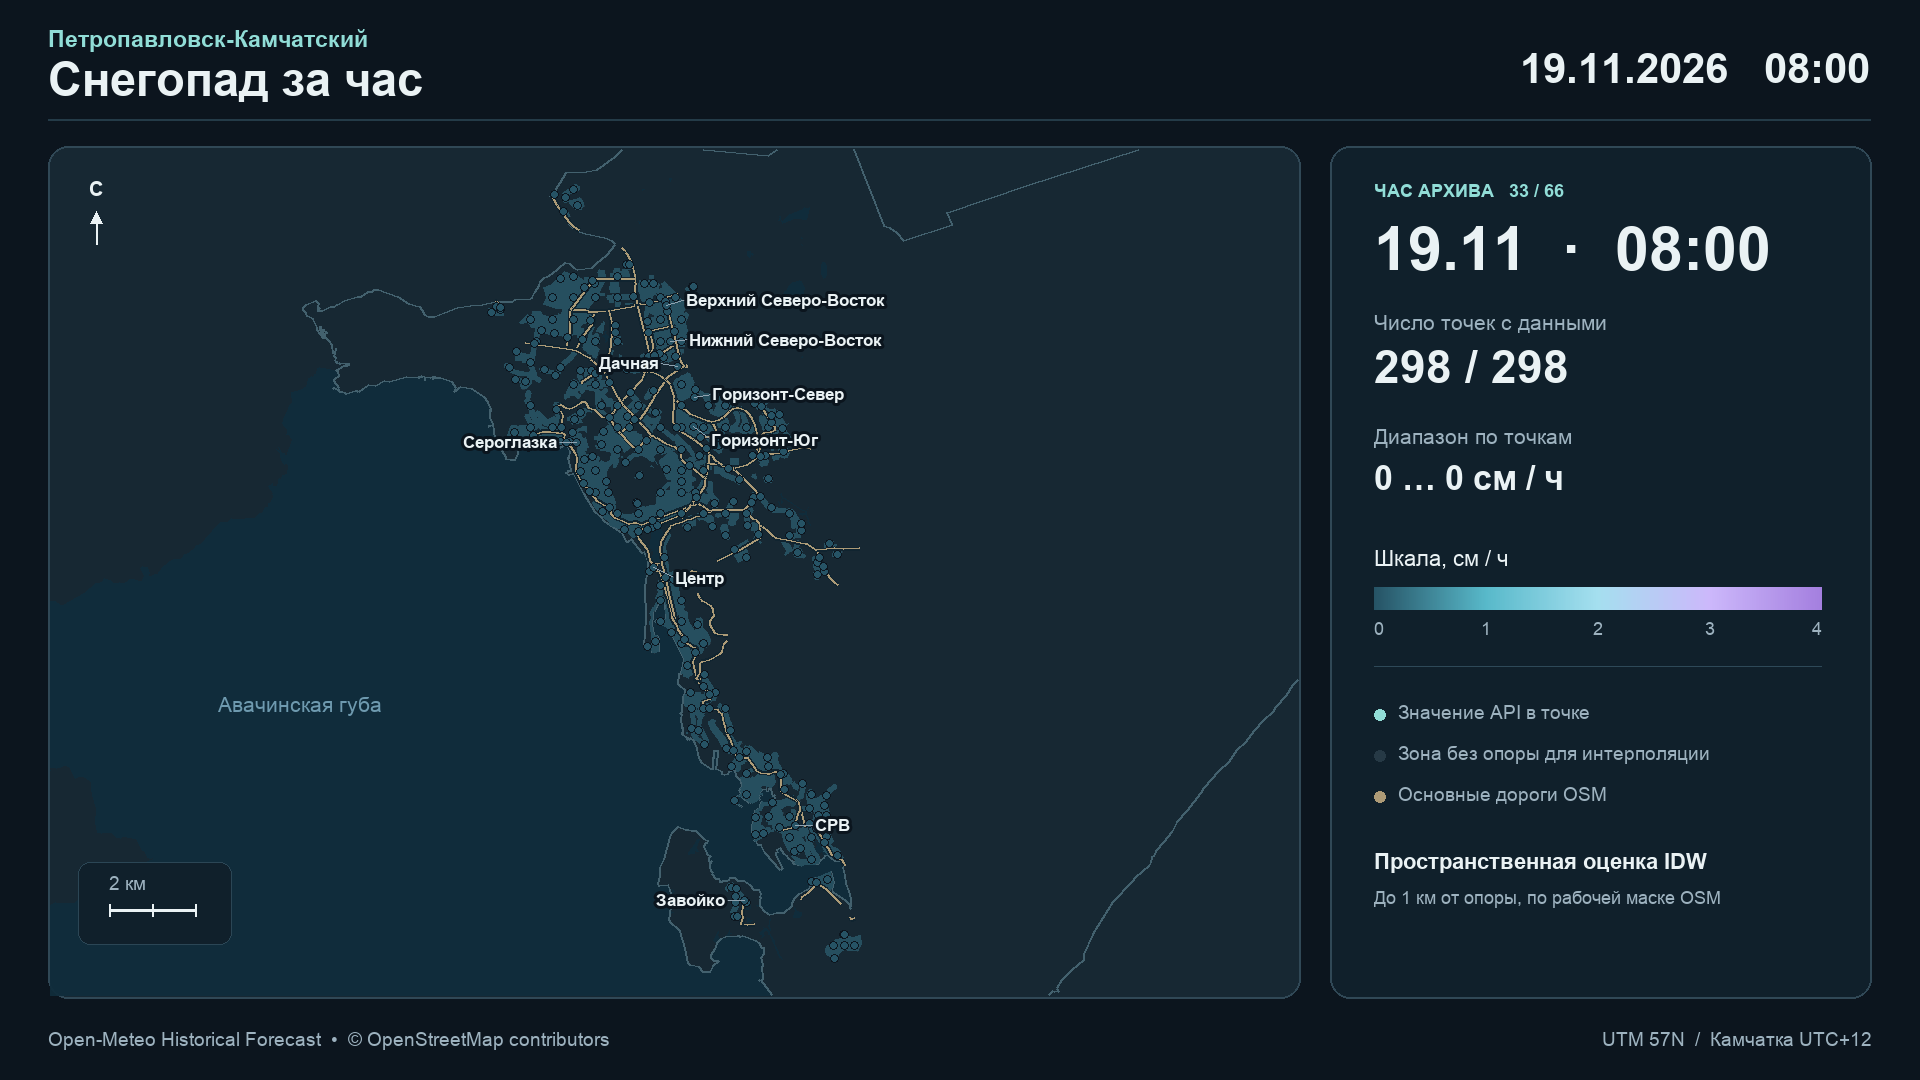 Петропавловск-Камчатский
Снегопад за час
19.11.2026 08:00
С
Верхний Северо-Восток
Нижний Северо-Восток
Дачная
Горизонт-Север
Горизонт-Юг
Сероглазка
Центр
Авачинская губа
СРВ
Завойко
2 км
ЧАС АРХИВА 33 / 66
19.11 · 08:00
Число точек с данными
298 / 298
Диапазон по точкам
0 … 0 см / ч
Шкала, см / ч
0 1 2 3 4
Значение API в точке
Зона без опоры для интерполяции
Основные дороги OSM
Пространственная оценка IDW
До 1 км от опоры, по рабочей маске OSM
Open-Meteo Historical Forecast • © OpenStreetMap contributors
UTM 57N / Камчатка UTC+12